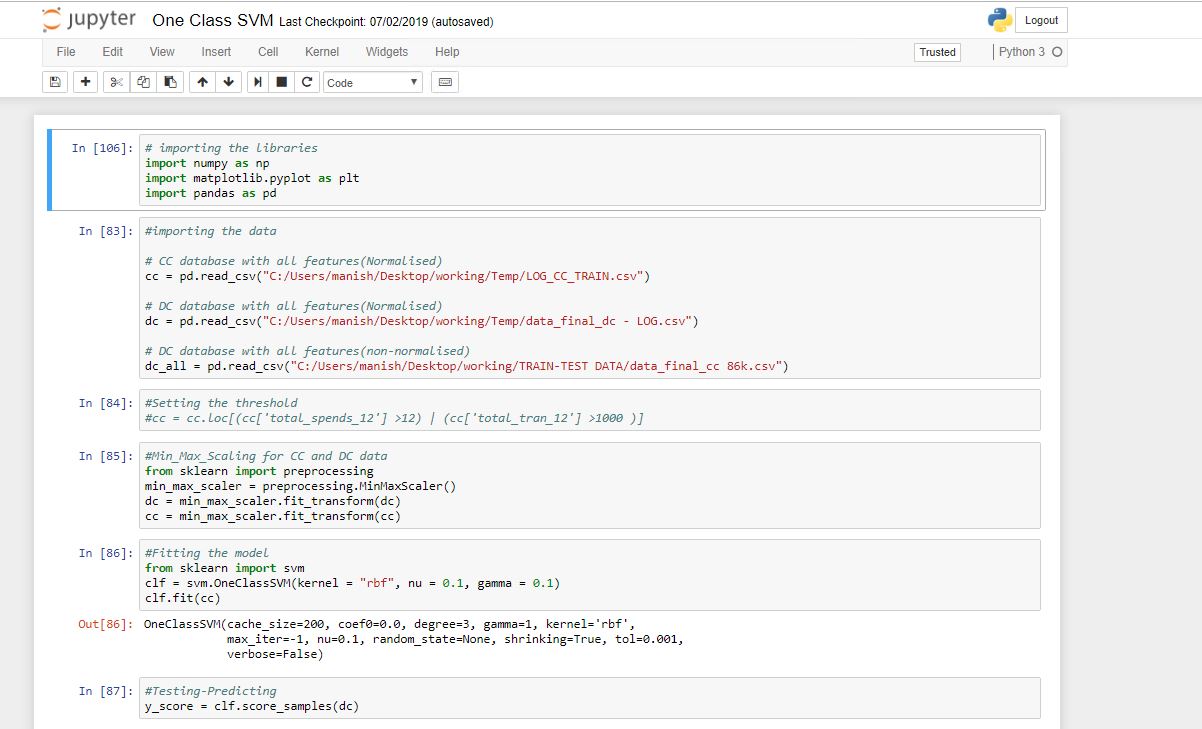 jupyter One Class SVM Last Checkpoint: 07/02/2019 (autosaved) Logout
File Edit View Insert Cell Kernel Widgets Help Trusted Python 3
Code
In [106]: # importing the libraries
import numpy as np
import matplotlib.pyplot as plt
import pandas as pd
In [83]: #importing the data
# CC database with all features(Normalised)
cc = pd.read_csv("C:/Users/manish/Desktop/working/Temp/LOG_CC_TRAIN.csv")
# DC database with all features(Normalised)
dc = pd.read_csv("C:/Users/manish/Desktop/working/Temp/data_final_dc - LOG.csv")
# DC database with all features(non-normalised)
dc_all = pd.read_csv("C:/Users/manish/Desktop/working/TRAIN-TEST DATA/data_final_cc 86k.csv")
In [84]: #Setting the threshold
#cc = cc.loc[(cc['total_spends_12'] >12) | (cc['total_tran_12'] >1000 )]
In [85]: #Min_Max_Scaling for CC and DC data
from sklearn import preprocessing
min_max_scaler = preprocessing.MinMaxScaler()
dc = min_max_scaler.fit_transform(dc)
cc = min_max_scaler.fit_transform(cc)
In [86]: #Fitting the model
from sklearn import svm
clf = svm.OneClassSVM(kernel = "rbf", nu = 0.1, gamma = 0.1)
clf.fit(cc)
Out[86]: OneClassSVM(cache_size=200, coef0=0.0, degree=3, gamma=1, kernel='rbf',
max_iter=-1, nu=0.1, random_state=None, shrinking=True, tol=0.001,
verbose=False)
In [87]: #Testing-Predicting
y_score = clf.score_samples(dc)